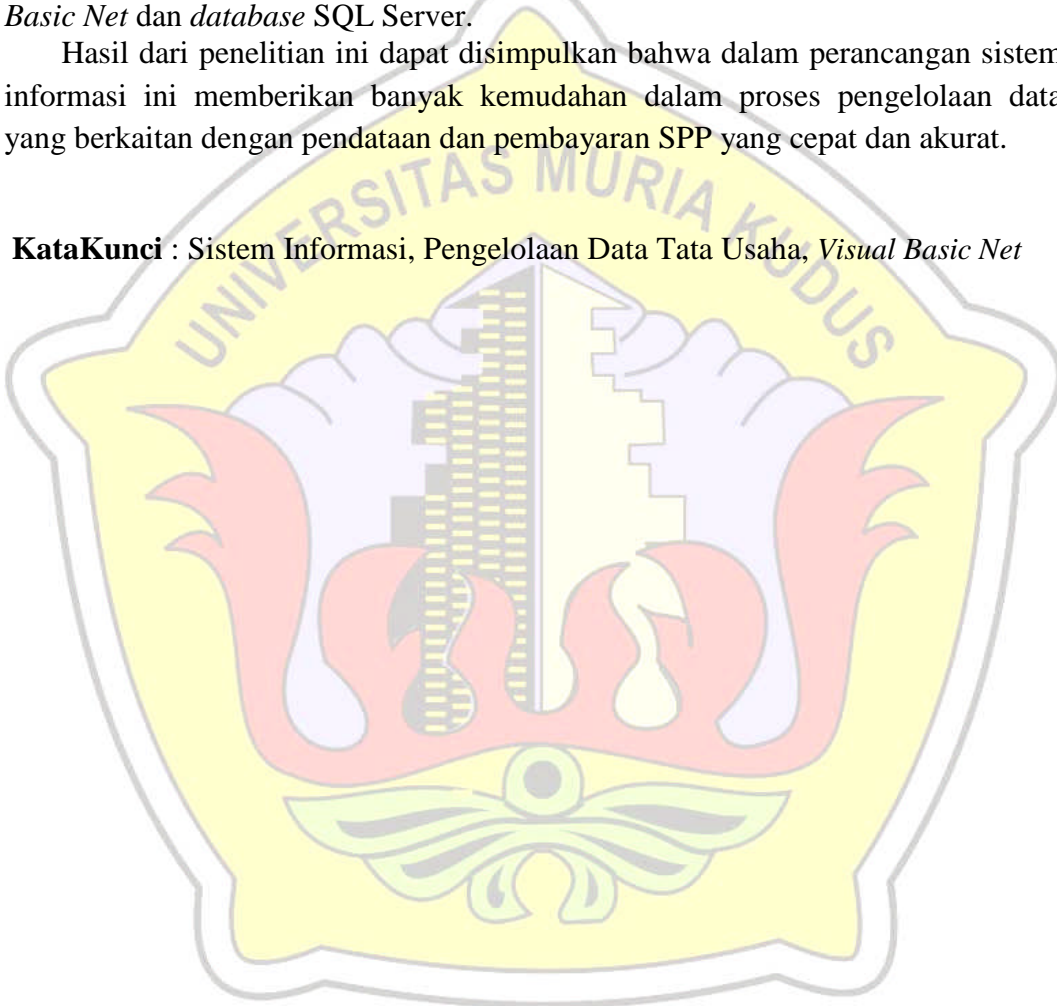 Basic Net dan database SQL Server.
Hasil dari penelitian ini dapat disimpulkan bahwa dalam perancangan sistem
informasi ini memberikan banyak kemudahan dalam proses pengelolaan data
yang berkaitan dengan pendataan dan pembayaran SPP yang cepat dan akurat.
UNIVERSITAS MURIA KUDUS
KataKunci : Sistem Informasi, Pengelolaan Data Tata Usaha, Visual Basic Net